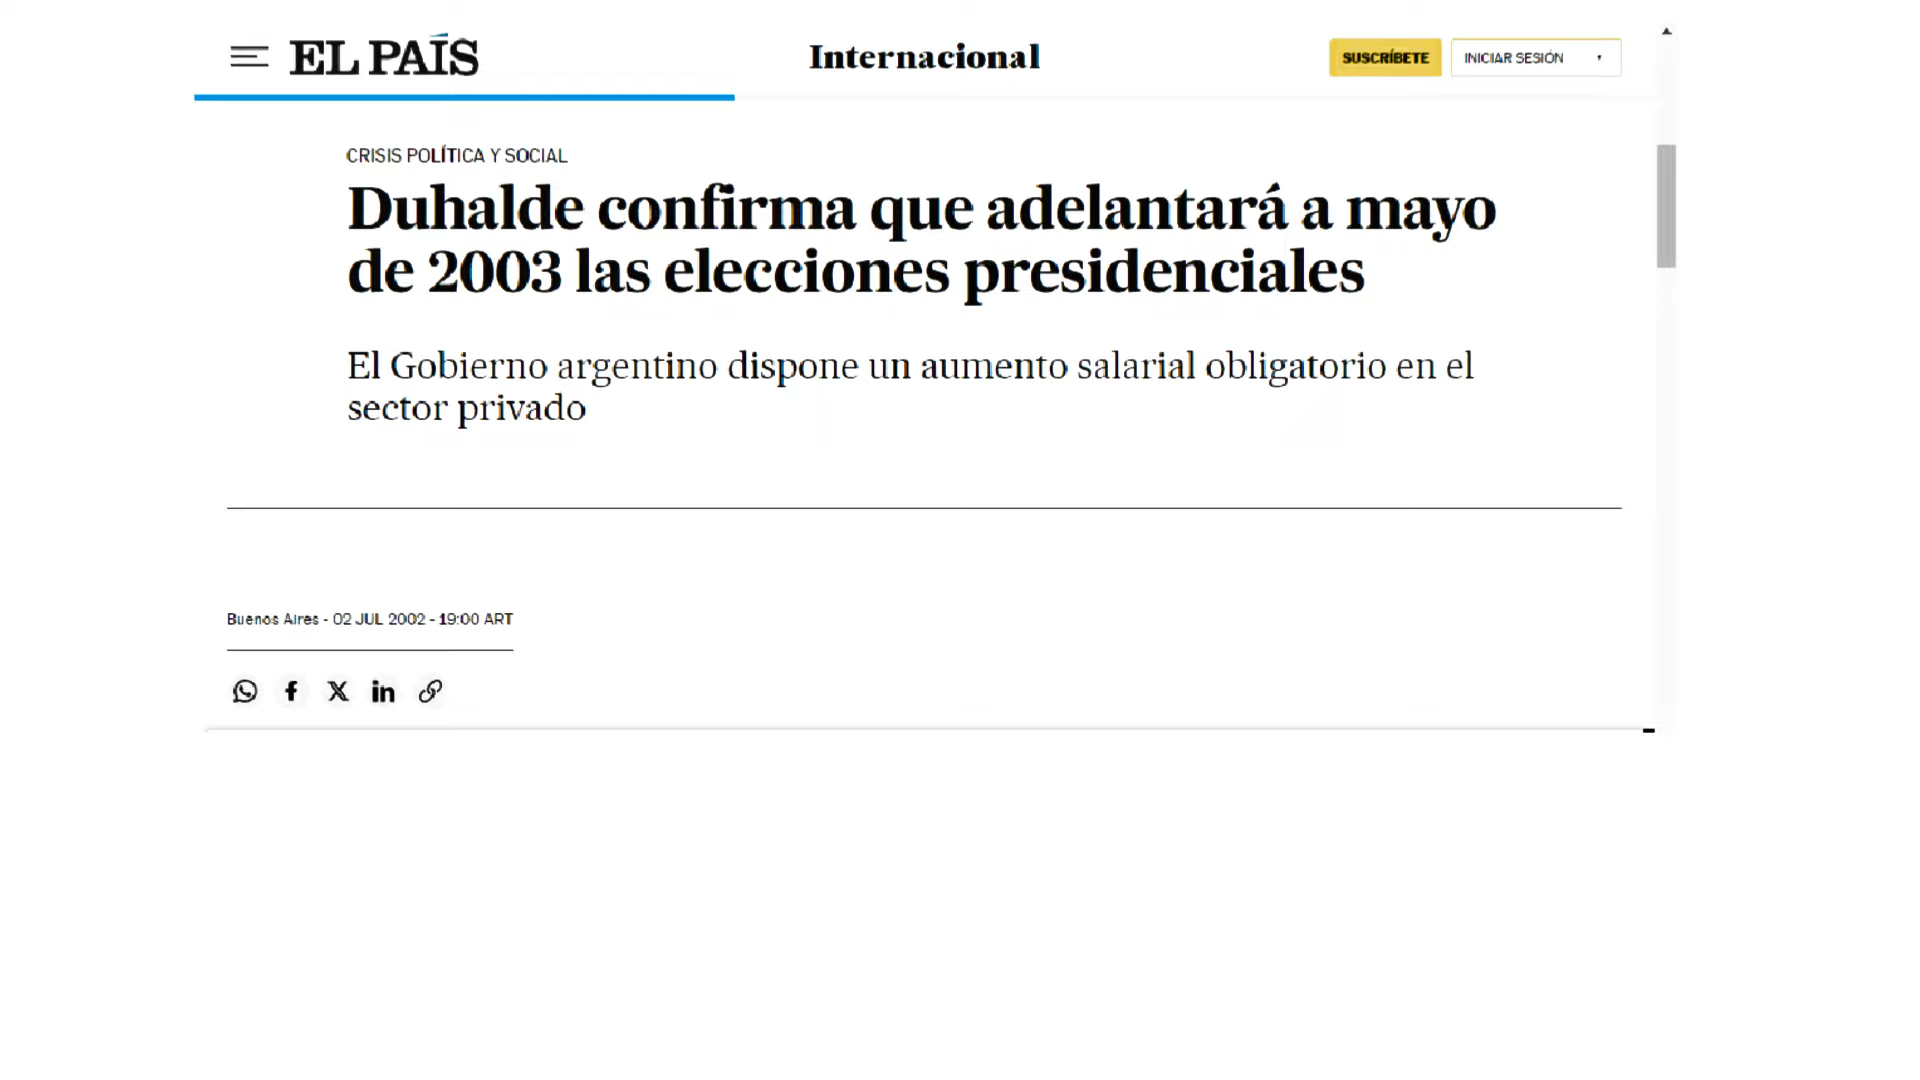 EL PAÍS
Internacional
SUSCRÍBETE
INICIAR SESIÓN
CRISIS POLÍTICA Y SOCIAL
Duhalde confirma que adelantará a mayo
de 2003 las elecciones presidenciales
El Gobierno argentino dispone un aumento salarial obligatorio en el
sector privado
Buenos Aires - 02 JUL 2002 - 19:00 ART